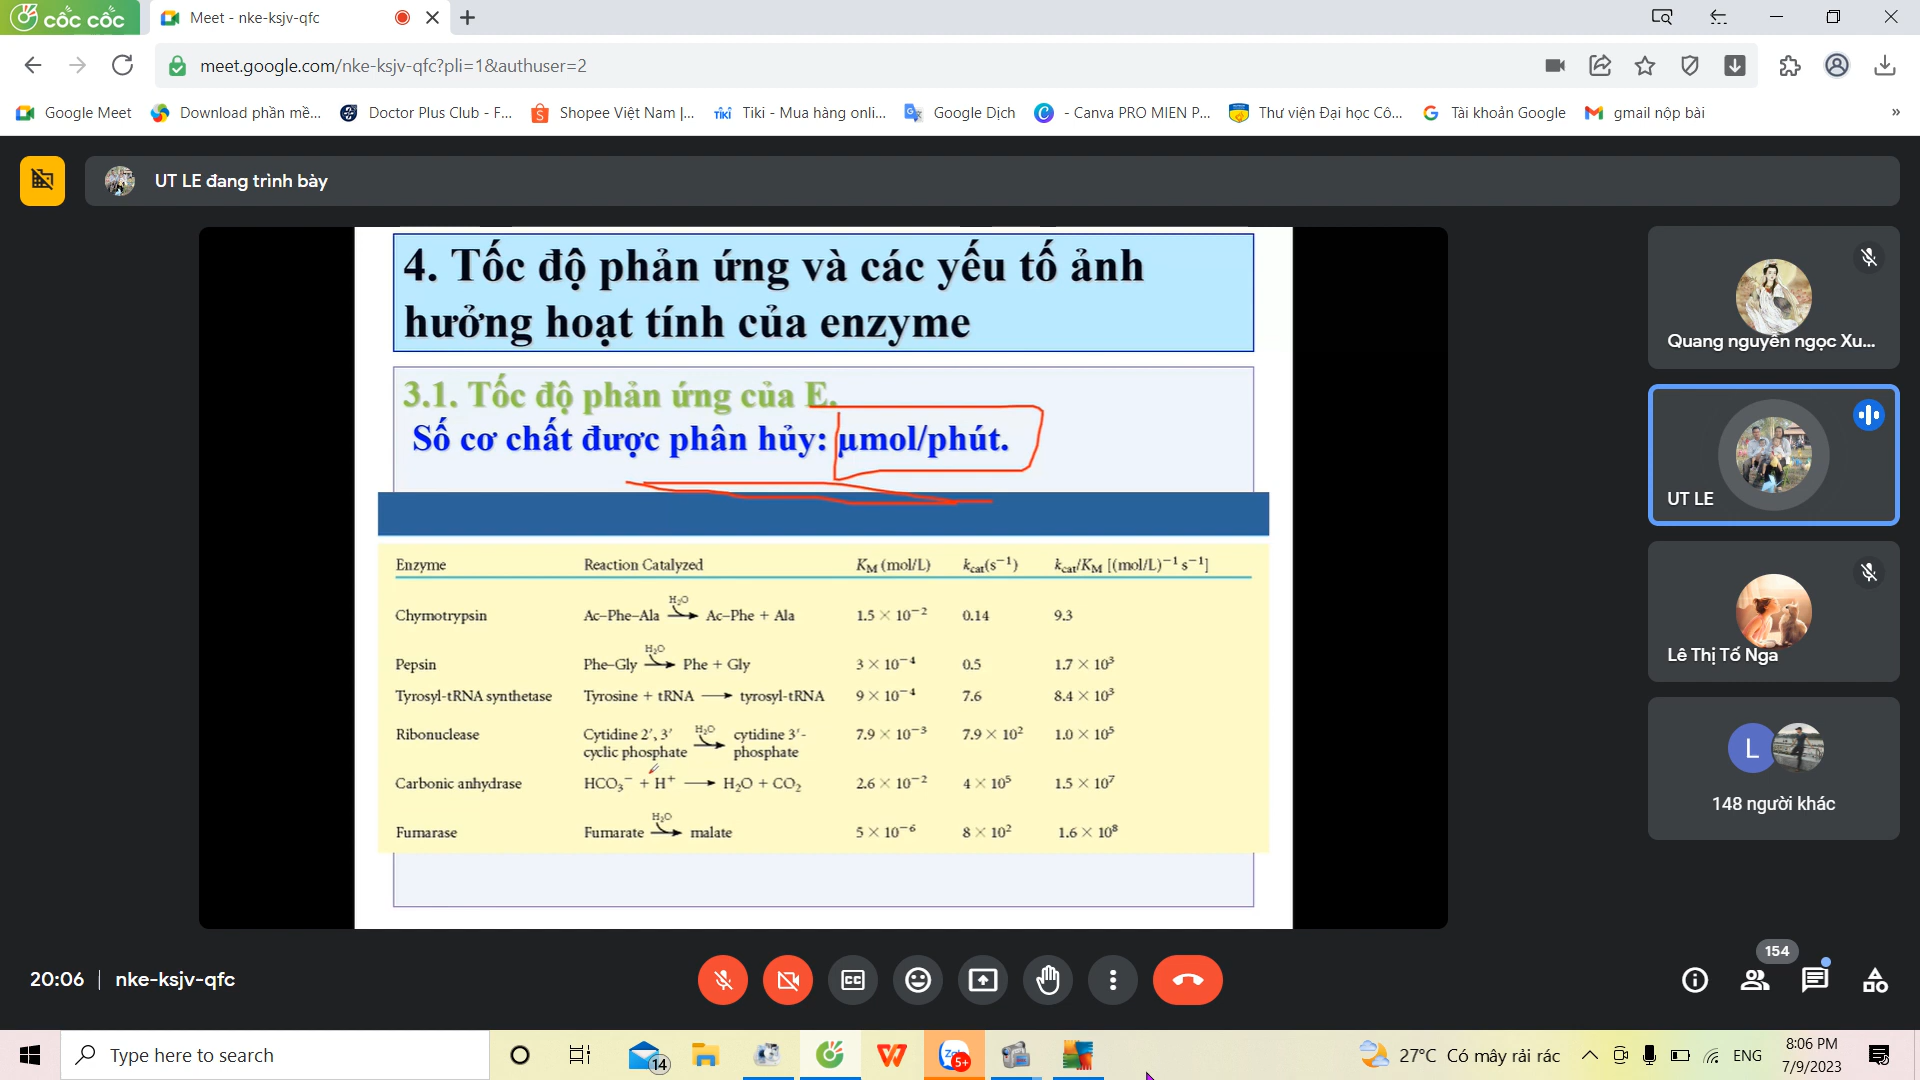 cốc cốc
Meet - nke-ksjv-qfc
meet.google.com/nke-ksjv-qfc?pli=1&authuser=2
Google Meet
Download phần mề...
Doctor Plus Club - F...
Shopee Việt Nam |...
Tiki - Mua hàng onli...
Google Dịch
- Canva PRO MIEN P...
Thư viện Đại học Cô...
Tài khoản Google
gmail nộp bài
»
UT LE đang trình bày
4. Tốc độ phản ứng và các yếu tố ảnh
hưởng hoạt tính của enzyme
3.1. Tốc độ phản ứng của E.
Số cơ chất được phân hủy: µmol/phút.
Enzyme Reaction Catalyzed K_M (mol/L) k_cat(s⁻¹) k_cat/K_M [(mol/L)⁻¹ s⁻¹]
Chymotrypsin Ac–Phe–Ala H₂O → Ac–Phe + Ala 1.5 × 10⁻² 0.14 9.3
Pepsin Phe–Gly H₂O → Phe + Gly 3 × 10⁻⁴ 0.5 1.7 × 10³
Tyrosyl-tRNA synthetase Tyrosine + tRNA → tyrosyl-tRNA 9 × 10⁻⁴ 7.6 8.4 × 10³
Ribonuclease Cytidine 2′, 3′ H₂O → cytidine 3′- 7.9 × 10⁻³ 7.9 × 10² 1.0 × 10⁵
cyclic phosphate phosphate
Carbonic anhydrase HCO₃⁻ + H⁺ → H₂O + CO₂ 2.6 × 10⁻² 4 × 10⁵ 1.5 × 10⁷
Fumarase Fumarate H₂O → malate 5 × 10⁻⁶ 8 × 10² 1.6 × 10⁸
Quang nguyễn ngọc Xu...
UT LE
Lê Thị Tố Nga
L
148 người khác
20:06 | nke-ksjv-qfc
154
Type here to search
14
Zalo
5+
27°C Có mây rải rác
ENG
8:06 PM
7/9/2023